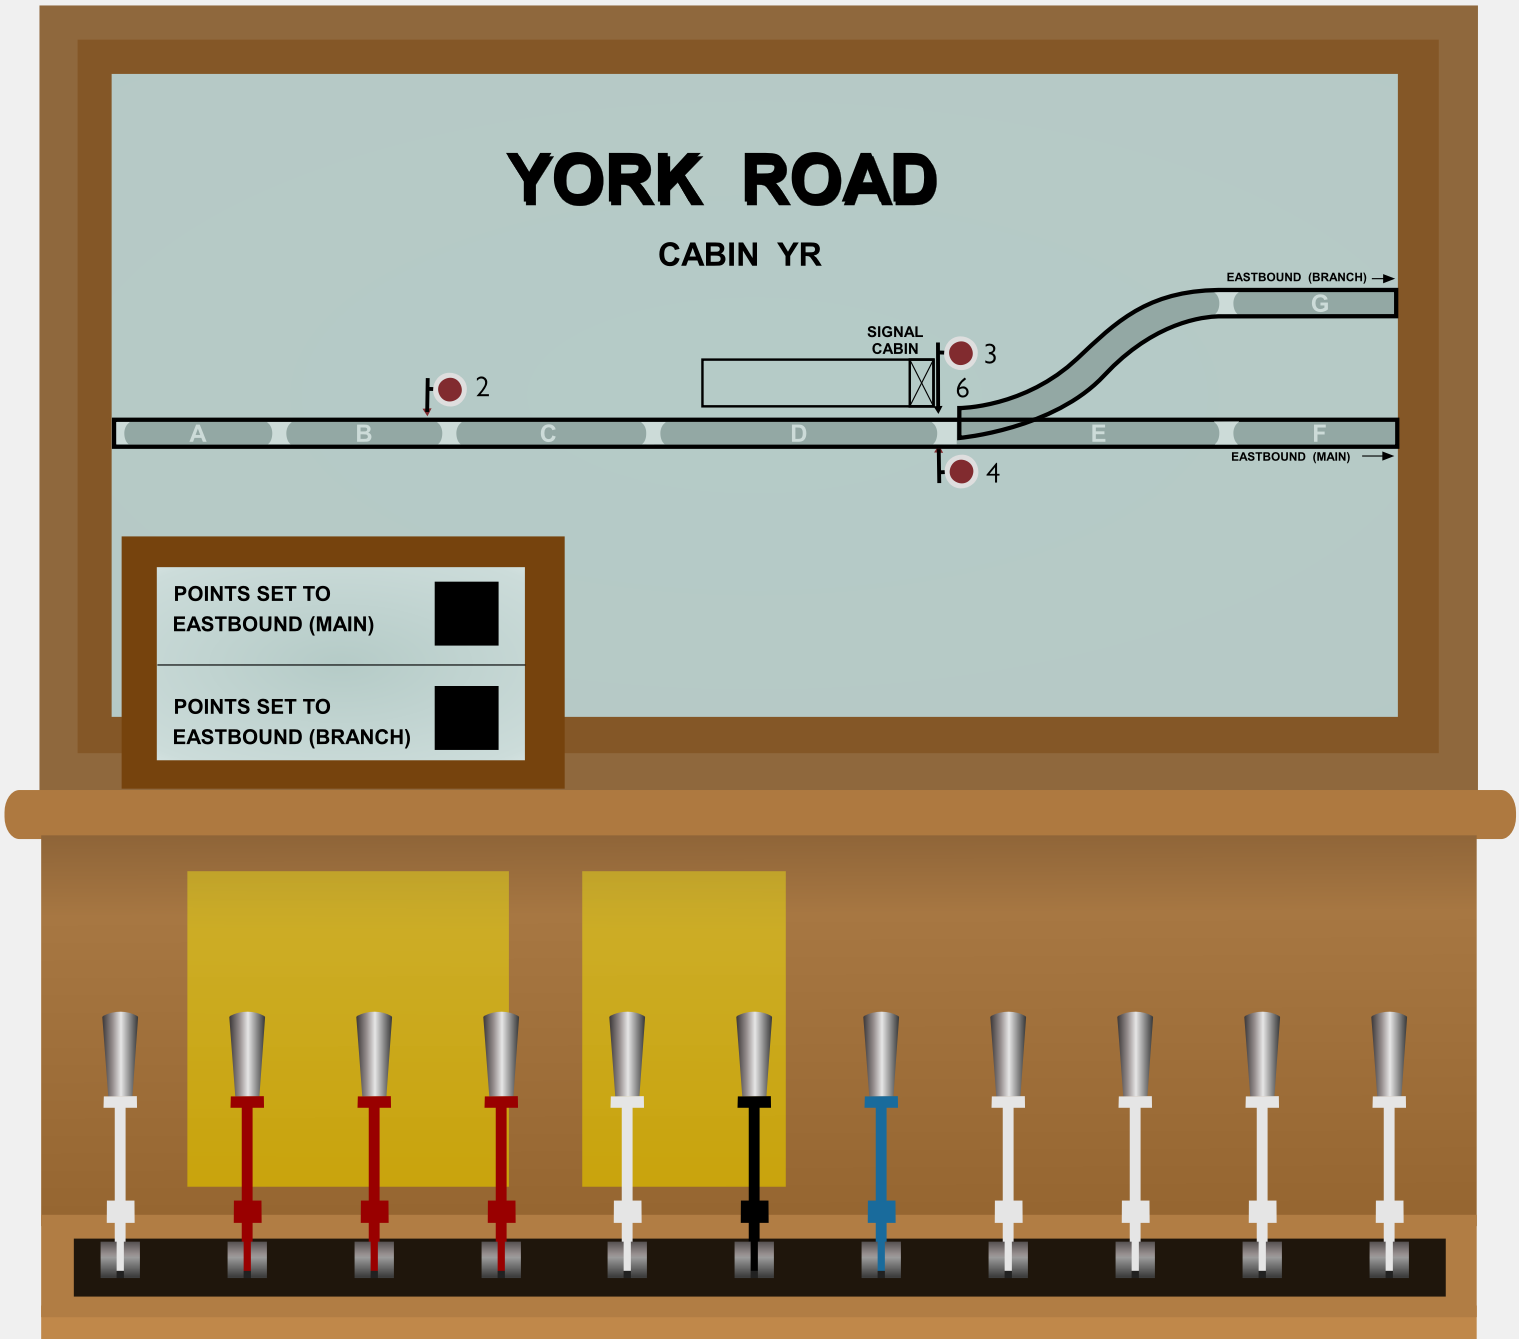 YORK ROAD
CABIN YR
EASTBOUND (BRANCH)
G
SIGNAL
CABIN
3
2
6
A B C D E F
EASTBOUND (MAIN)
4
POINTS SET TO
EASTBOUND (MAIN)
POINTS SET TO
EASTBOUND (BRANCH)